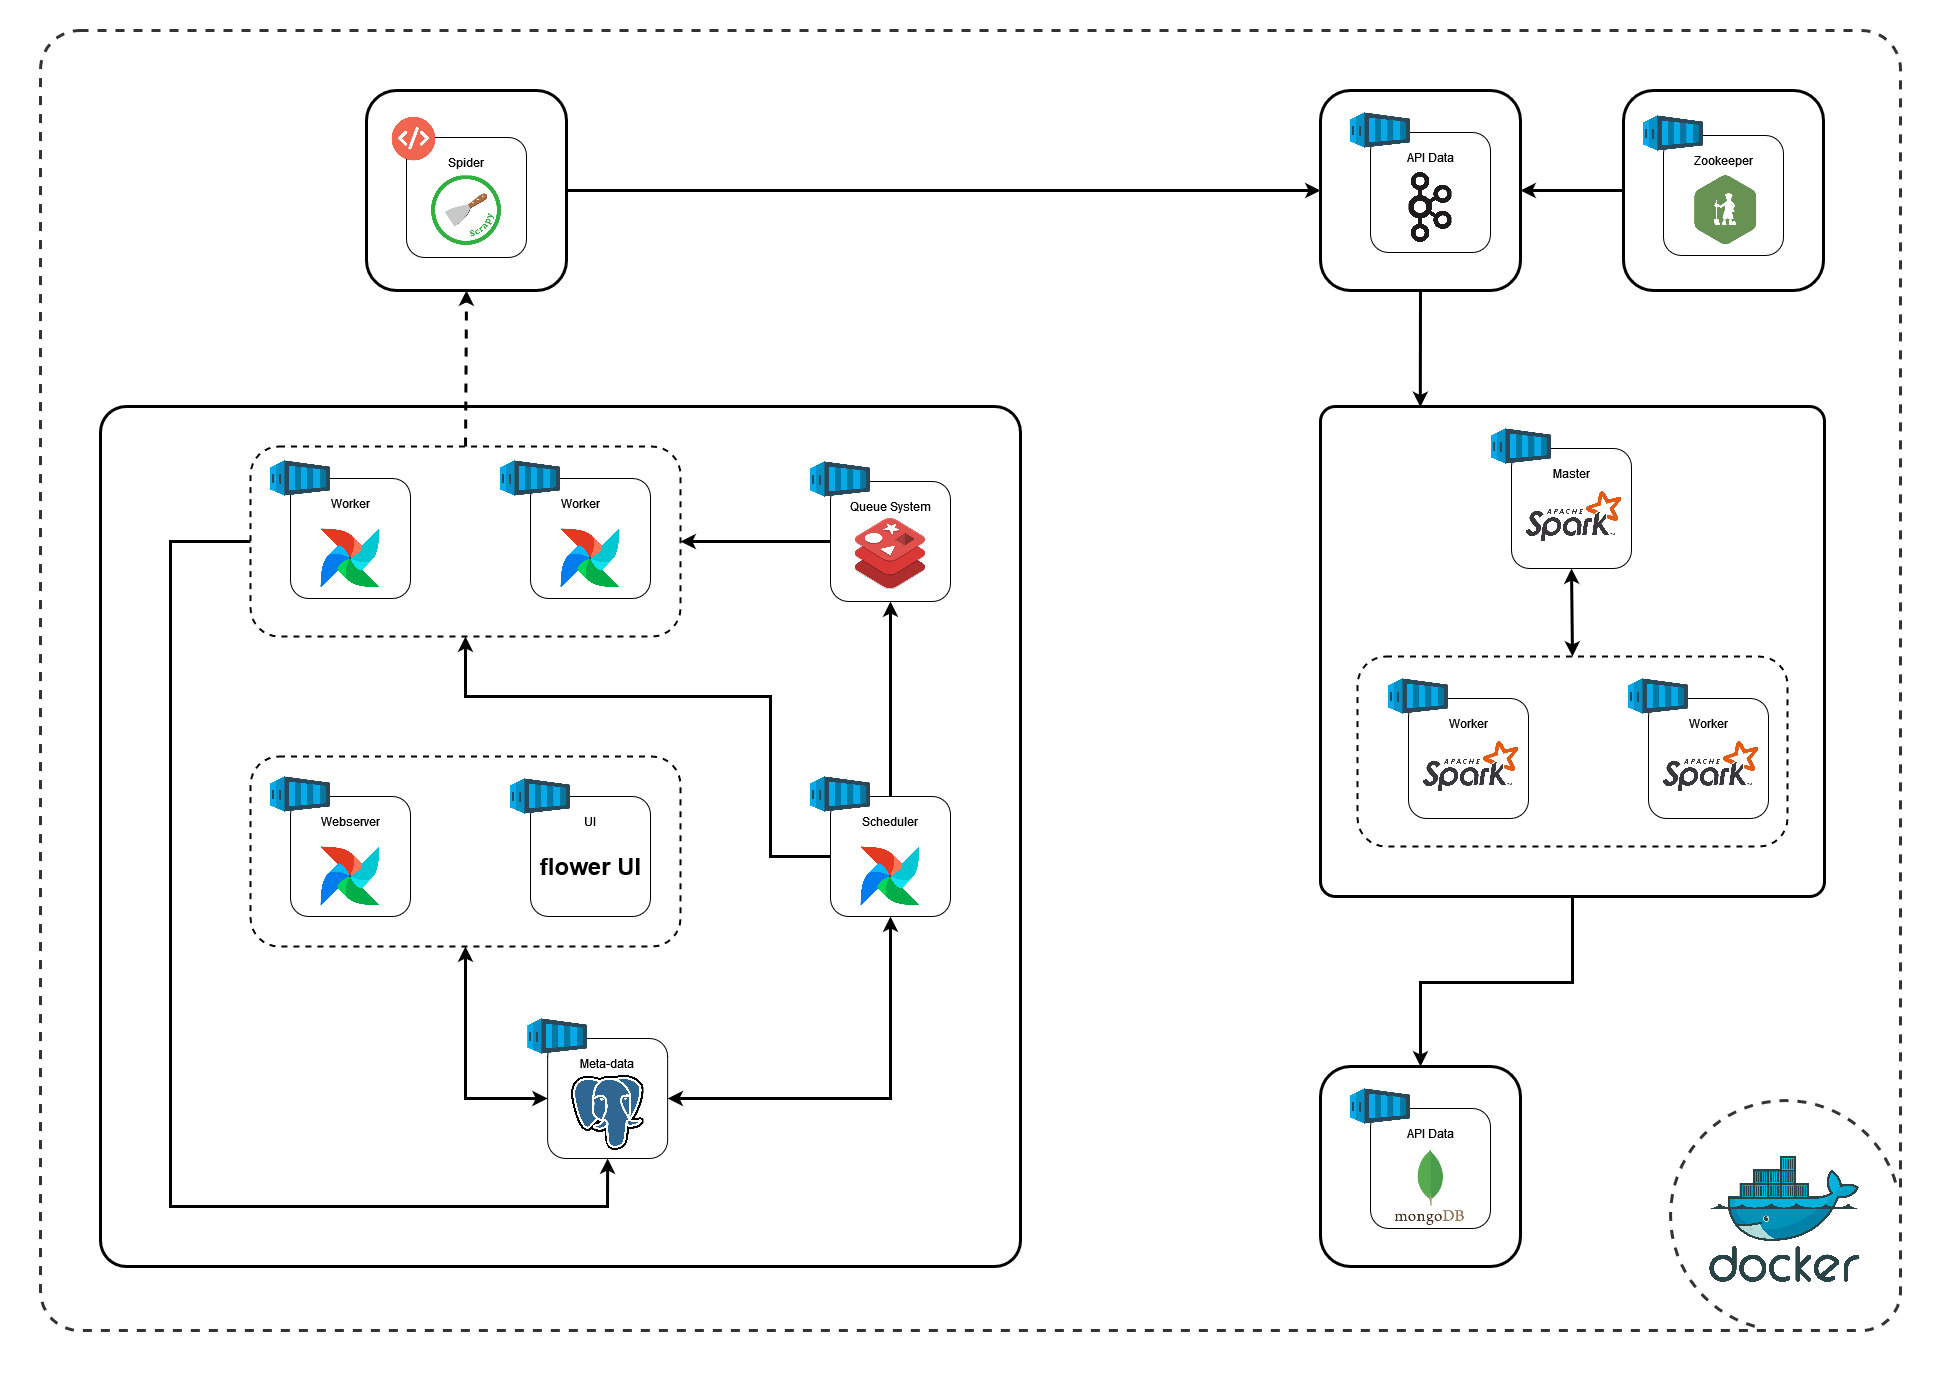 Spider
Scrapy
API Data
Zookeeper
Worker
Worker
Queue System
Master
APACHE
Spark
Worker
APACHE
Spark
Worker
APACHE
Spark
Webserver
UI
flower UI
Scheduler
Meta-data
API Data
mongoDB
docker